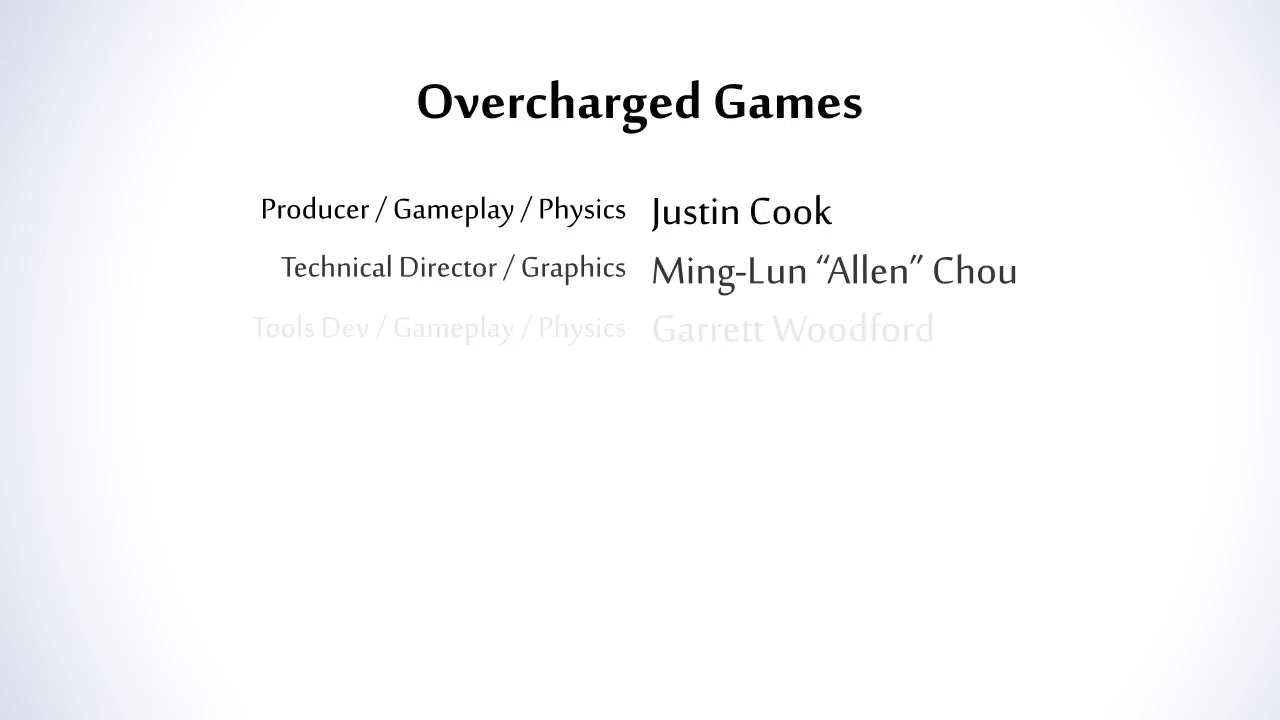 Overcharged Games
Producer / Gameplay / Physics Justin Cook
Technical Director / Graphics Ming-Lun “Allen” Chou
Tools Dev / Gameplay / Physics Garrett Woodford